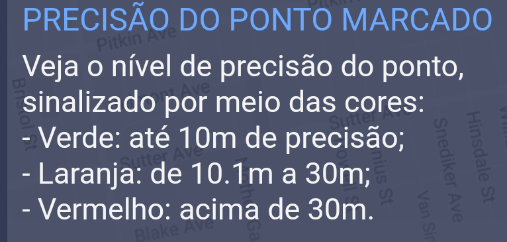 PRECISÃO DO PONTO MARCADO
Pitkin Ave
Veja o nível de precisão do ponto,
sinalizado por meio das cores:
- Verde: até 10m de precisão;
Sutter Ave
- Laranja: de 10.1m a 30m;
Sutter Ave
Snediker Ave
Hinsdale St
- Vermelho: acima de 30m.
Blake Ave